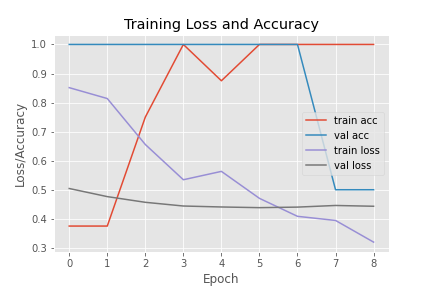 Training Loss and Accuracy
Loss/Accuracy
1.0
0.9
0.8
0.7
0.6
0.5
0.4
0.3
train acc
val acc
train loss
val loss
0 1 2 3 4 5 6 7 8
Epoch